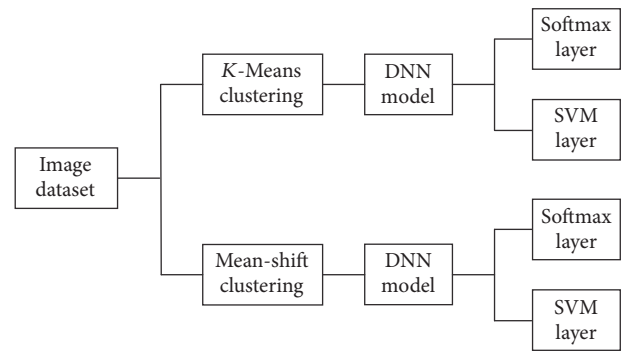 Softmax
layer
K-Means
clustering
DNN
model
SVM
layer
Image
dataset
Softmax
layer
Mean-shift
clustering
DNN
model
SVM
layer